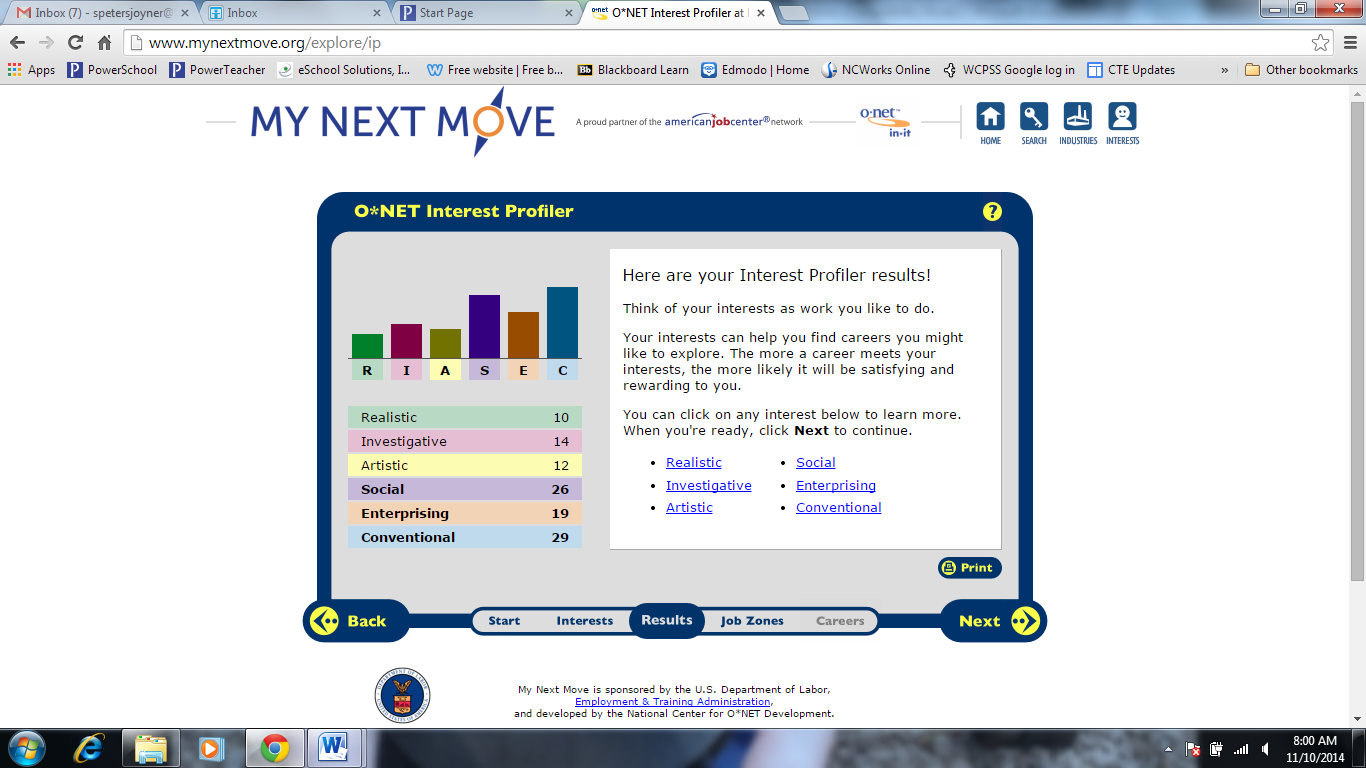 Inbox (7) - spetersjoyner@
Inbox
Start Page
O*NET Interest Profiler at
www.mynextmove.org/explore/ip
Apps
PowerSchool
PowerTeacher
eSchool Solutions, I...
Free website | Free b...
Blackboard Learn
Edmodo | Home
NCWorks Online
WCPSS Google log in
CTE Updates
»
Other bookmarks
MY NEXT MOVE
A proud partner of the americanjobcenter® network
o·net™
in-it
HOME
SEARCH
INDUSTRIES
INTERESTS
O*NET Interest Profiler
?
R I A S E C
Realistic 10
Investigative 14
Artistic 12
Social 26
Enterprising 19
Conventional 29
Here are your Interest Profiler results!
Think of your interests as work you like to do.
Your interests can help you find careers you might
like to explore. The more a career meets your
interests, the more likely it will be satisfying and
rewarding to you.
You can click on any interest below to learn more.
When you're ready, click Next to continue.
• Realistic
• Investigative
• Artistic
• Social
• Enterprising
• Conventional
Print
Back
Start
Interests
Results
Job Zones
Careers
Next
My Next Move is sponsored by the U.S. Department of Labor,
Employment & Training Administration,
and developed by the National Center for O*NET Development.
8:00 AM
11/10/2014